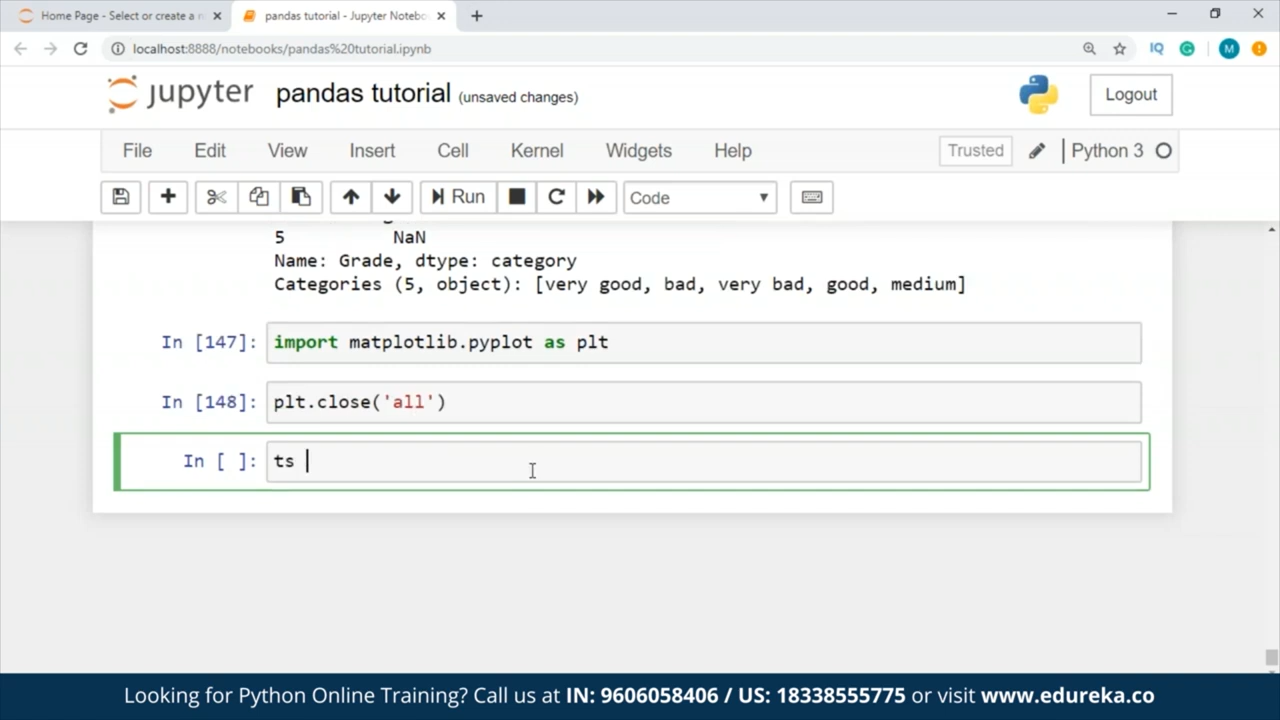 Home Page - Select or create a n
pandas tutorial - Jupyter Notebo
localhost:8888/notebooks/pandas%20tutorial.ipynb
IQ
G
M
jupyter pandas tutorial (unsaved changes)
Logout
File Edit View Insert Cell Kernel Widgets Help
Trusted
Python 3
Run
Code
5 NaN
Name: Grade, dtype: category
Categories (5, object): [very good, bad, very bad, good, medium]
In [147]: import matplotlib.pyplot as plt
In [148]: plt.close('all')
In [ ]: ts
Looking for Python Online Training? Call us at IN: 9606058406 / US: 18338555775 or visit www.edureka.co